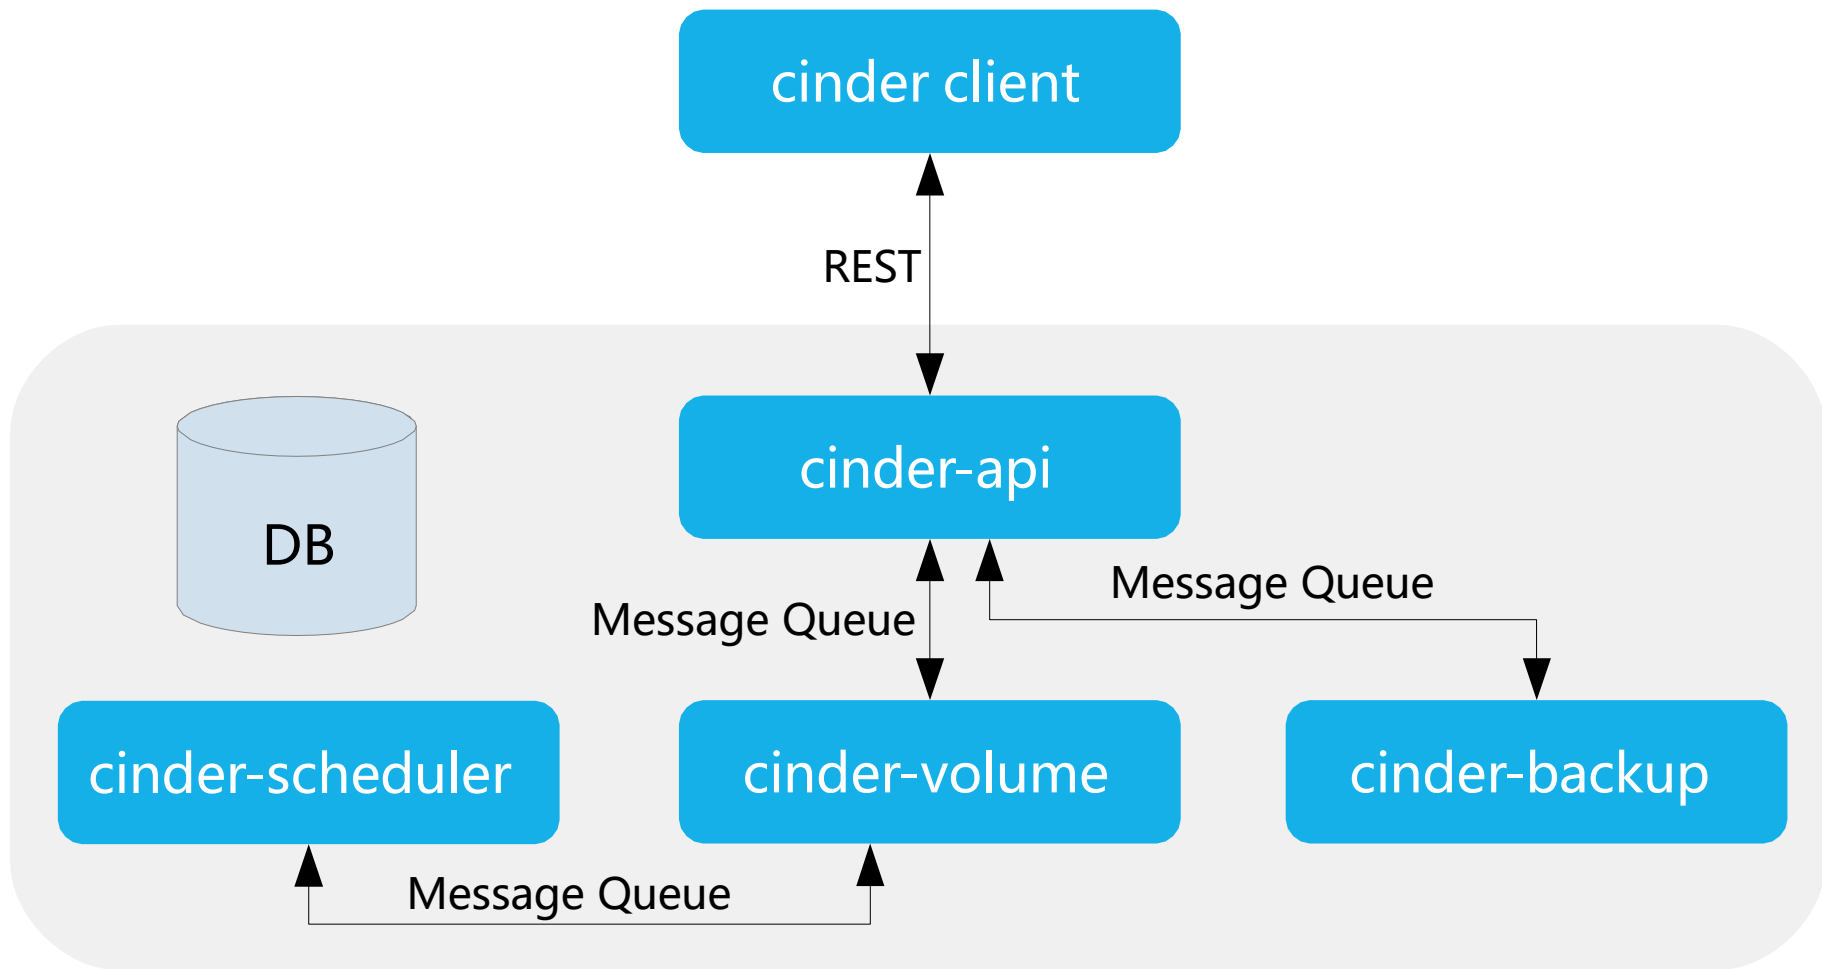 cinder client
REST
cinder-api
DB
Message Queue
Message Queue
cinder-scheduler
cinder-volume
cinder-backup
Message Queue